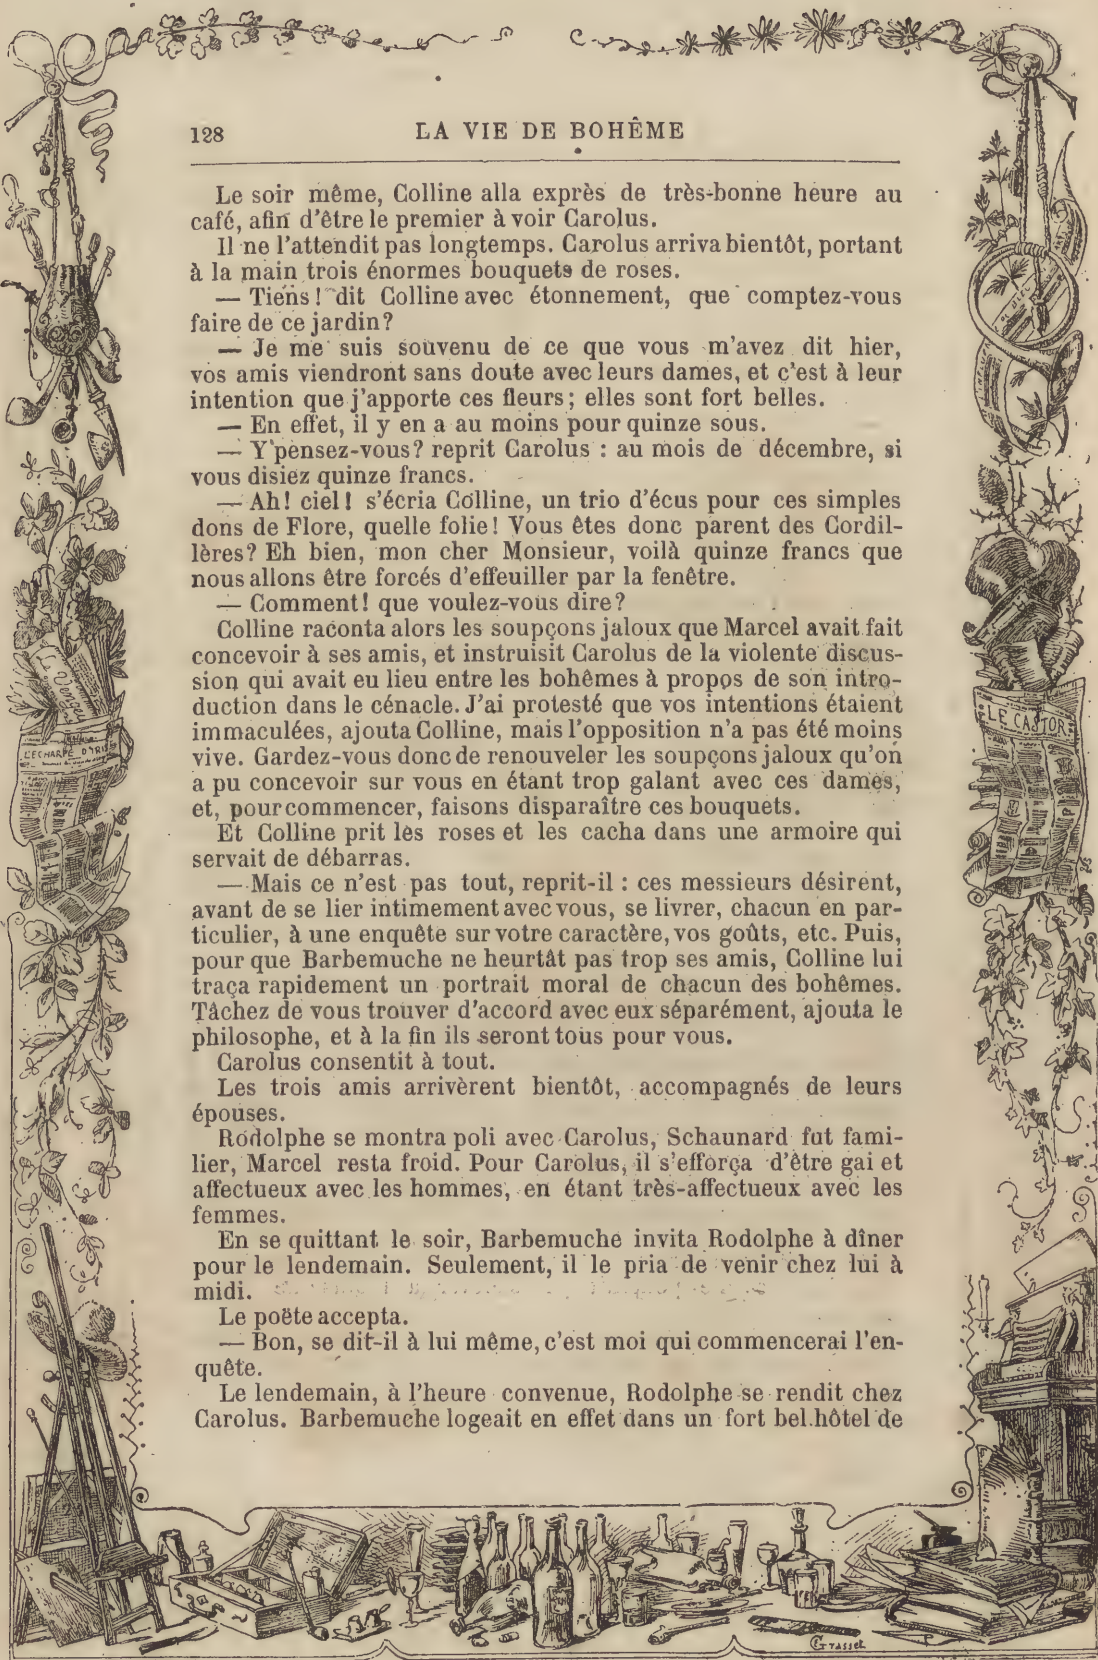 128
LA VIE DE BOHÊME
Le soir même, Colline alla exprès de très-bonne heure au
café, afin d'être le premier à voir Carolus.
Il ne l'attendit pas longtemps. Carolus arriva bientôt, portant
à la main trois énormes bouquets de roses.
— Tiens! dit Colline avec étonnement, que comptez-vous
faire de ce jardin?
— Je me suis souvenu de ce que vous m'avez dit hier,
vos amis viendront sans doute avec leurs dames, et c'est à leur
intention que j'apporte ces fleurs; elles sont fort belles.
— En effet, il y en a au moins pour quinze sous.
— Y pensez-vous? reprit Carolus : au mois de décembre, si
vous disiez quinze francs.
— Ah! ciel! s'écria Colline, un trio d'écus pour ces simples
dons de Flore, quelle folie! Vous êtes donc parent des Cordil-
lères? Eh bien, mon cher Monsieur, voilà quinze francs que
nous allons être forcés d'effeuiller par la fenêtre.
— Comment! que voulez-vous dire?
Colline raconta alors les soupçons jaloux que Marcel avait fait
concevoir à ses amis, et instruisit Carolus de la violente discus-
sion qui avait eu lieu entre les bohêmes à propos de son intro-
duction dans le cénacle. J'ai protesté que vos intentions étaient
immaculées, ajouta Colline, mais l'opposition n'a pas été moins
vive. Gardez-vous donc de renouveler les soupçons jaloux qu'on
a pu concevoir sur vous en étant trop galant avec ces dames,
et, pour commencer, faisons disparaître ces bouquets.
Et Colline prit les roses et les cacha dans une armoire qui
servait de débarras.
— Mais ce n'est pas tout, reprit-il : ces messieurs désirent,
avant de se lier intimement avec vous, se livrer, chacun en par-
ticulier, à une enquête sur votre caractère, vos goûts, etc. Puis,
pour que Barbemuche ne heurtât pas trop ses amis, Colline lui
traça rapidement un portrait moral de chacun des bohêmes.
Tâchez de vous trouver d'accord avec eux séparément, ajouta le
philosophe, et à la fin ils seront tous pour vous.
Carolus consentit à tout.
Les trois amis arrivèrent bientôt, accompagnés de leurs
épouses.
Rodolphe se montra poli avec Carolus, Schaunard fut fami-
lier, Marcel resta froid. Pour Carolus, il s'efforça d'être gai et
affectueux avec les hommes, en étant très-affectueux avec les
femmes.
En se quittant le soir, Barbemuche invita Rodolphe à dîner
pour le lendemain. Seulement, il le pria de venir chez lui à
midi.
Le poëte accepta.
— Bon, se dit-il à lui même, c'est moi qui commencerai l'en-
quête.
Le lendemain, à l'heure convenue, Rodolphe se rendit chez
Carolus. Barbemuche logeait en effet dans un fort bel hôtel de
Le Vengeur
L'ÉCHARPE D'IRIS
LE CASTOR
Grasset